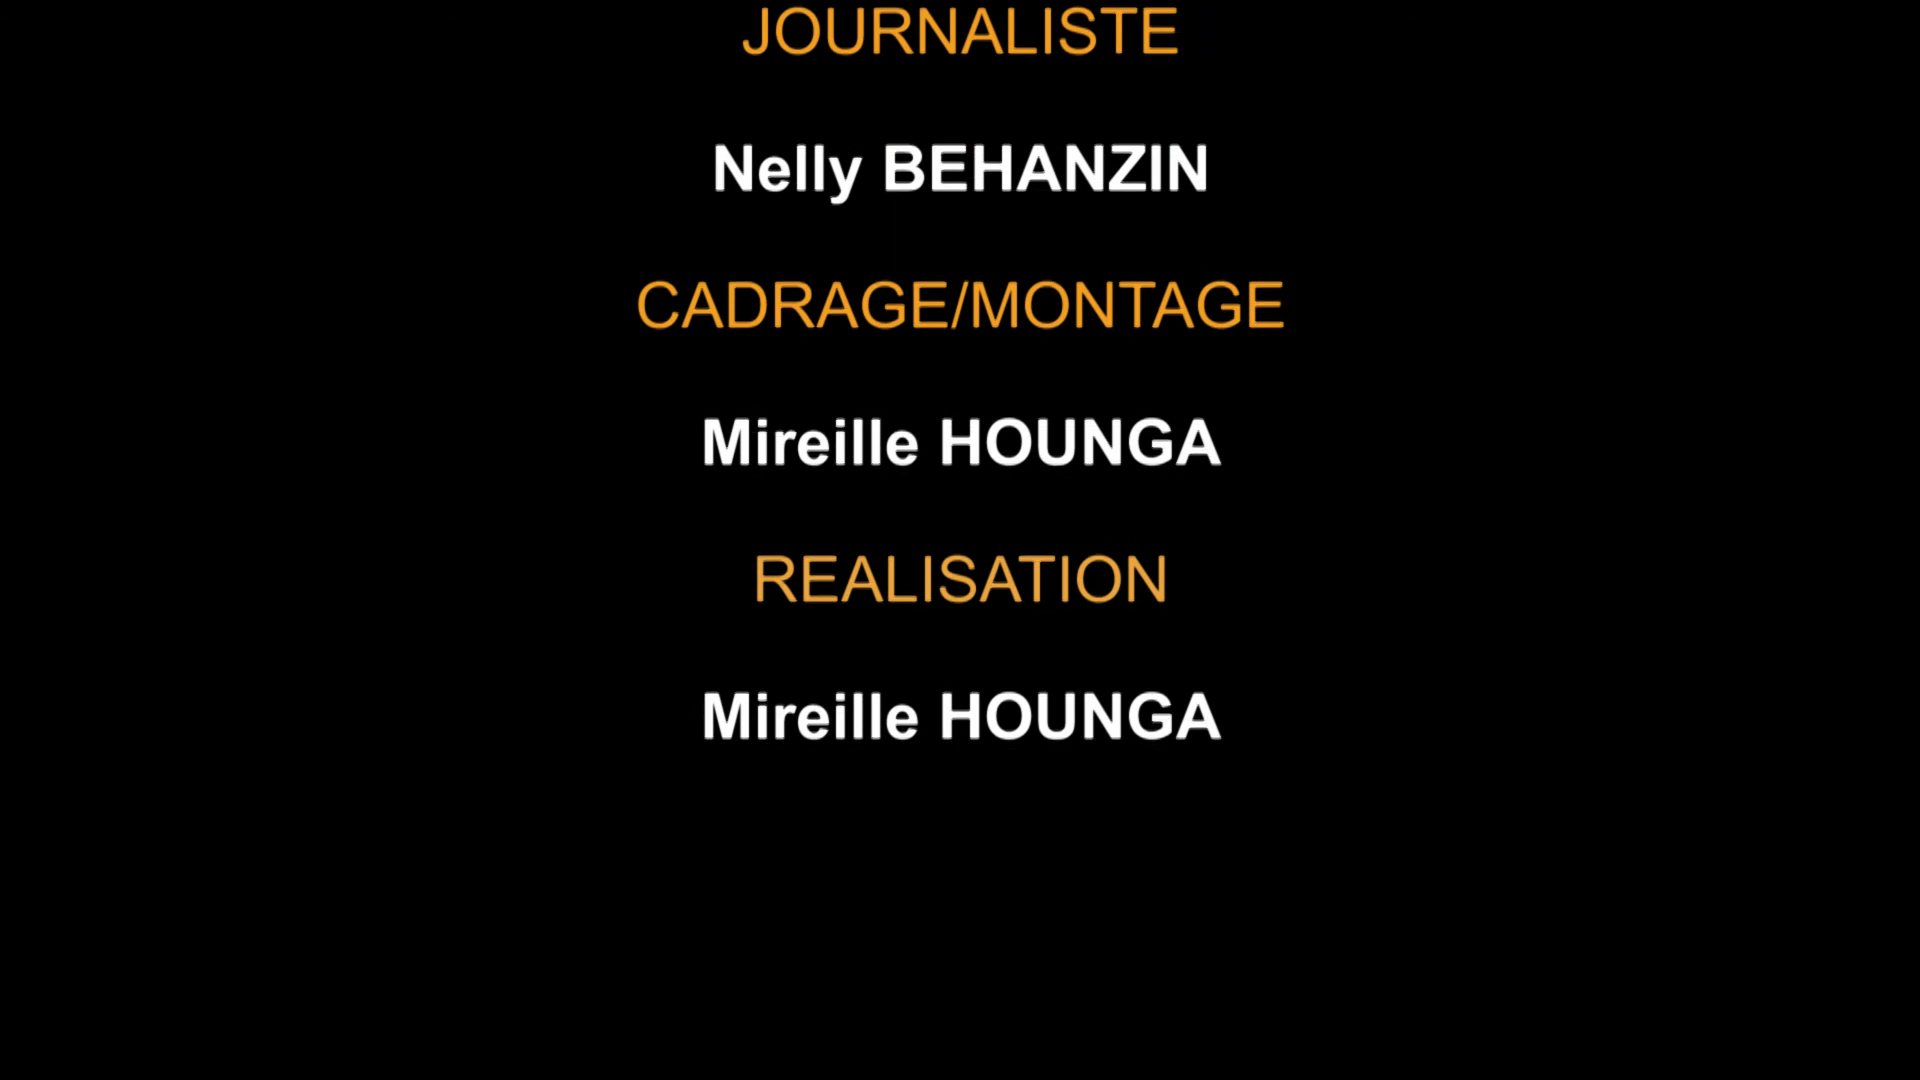 JOURNALISTE
Nelly BEHANZIN
CADRAGE/MONTAGE
Mireille HOUNGA
REALISATION
Mireille HOUNGA